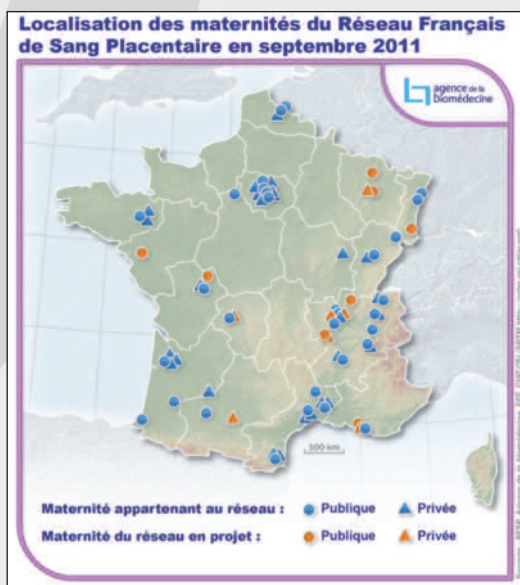 Localisation des maternités du Réseau Français
de Sang Placentaire en septembre 2011
agence de la
biomédecine
100 km
Maternité appartenant au réseau : Publique Privée
Maternité du réseau en projet : Publique Privée